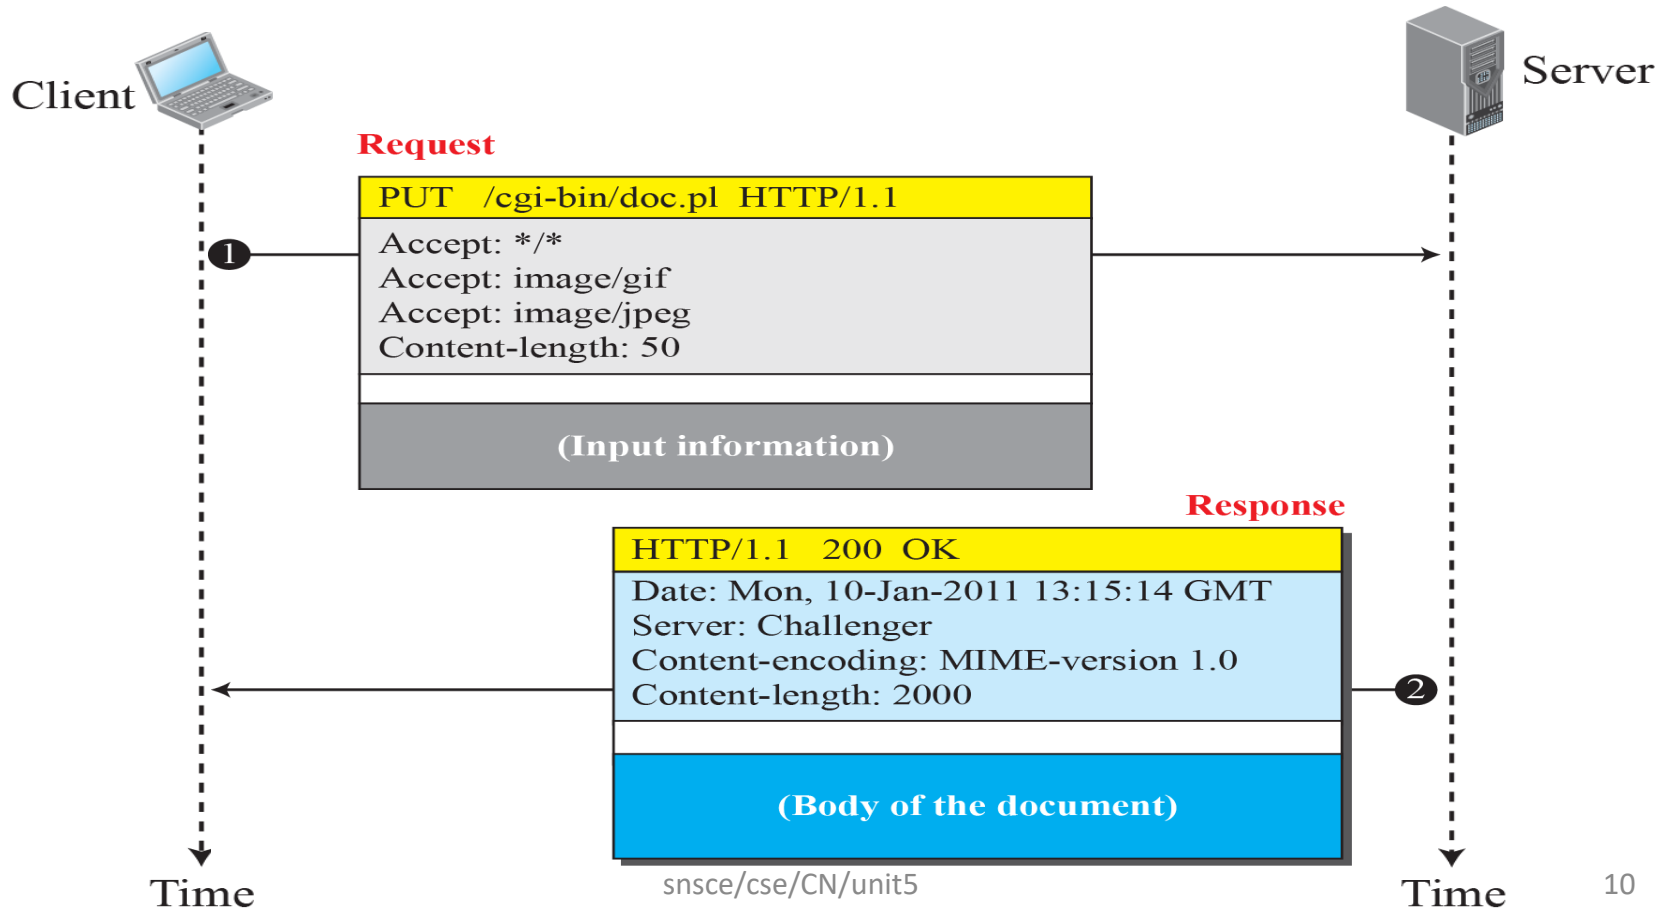 Client
Server
Request
PUT /cgi-bin/doc.pl HTTP/1.1
1
Accept: */*
Accept: image/gif
Accept: image/jpeg
Content-length: 50
(Input information)
Response
HTTP/1.1 200 OK
Date: Mon, 10-Jan-2011 13:15:14 GMT
Server: Challenger
Content-encoding: MIME-version 1.0
Content-length: 2000
2
(Body of the document)
Time
snsce/cse/CN/unit5
Time
10